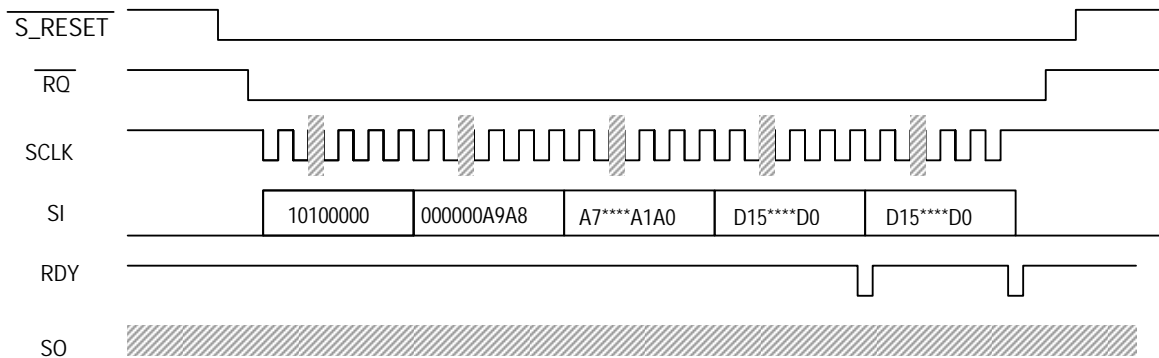 S_RESET
RQ
SCLK
SI 10100000 000000A9A8 A7****A1A0 D15****D0 D15****D0
RDY
SO